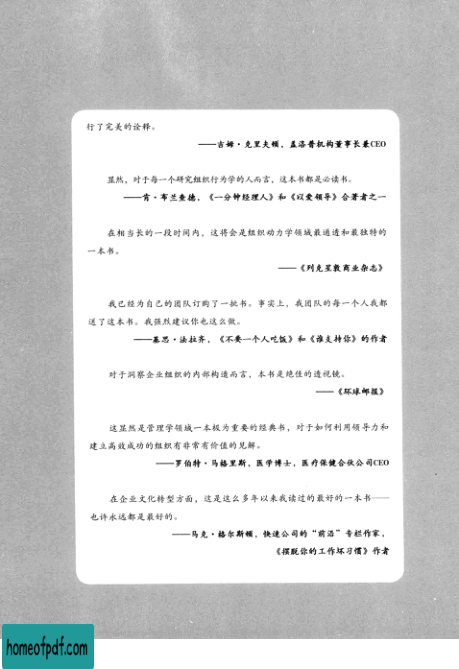 行了完美的诠释。
——吉姆·克里夫顿，盖洛普机构董事长兼CEO
显然，对于每一个研究组织行为学的人而言，这本书都是必读书。
——肯·布兰查德，《一分钟经理人》和《以爱领导》合著者之一
在相当长的一段时间内，这将会是组织动力学领域最通透和最独特的
一本书。
——《列克星敦商业杂志》
我已经为自己的团队订购了一批书。事实上，我团队的每一个人我都
送了这本书。我强烈建议你也这么做。
——基思·法拉齐，《不要一个人吃饭》和《谁支持你》的作者
对于洞察企业组织的内部构造而言，本书是绝佳的透视镜。
——《环球邮报》
这显然是管理学领域一本极为重要的经典书，对于如何利用领导力和
建立高效成功的组织有非常有价值的见解。
——罗伯特·马格里斯，医学博士，医疗保健合伙公司CEO
在企业文化转型方面，这是这么多年以来我读过的最好的一本书——
也许永远都是最好的。
——马克·格尔斯顿，快速公司的“前沿”专栏作家，
《摆脱你的工作坏习惯》作者
homeofpdf.com